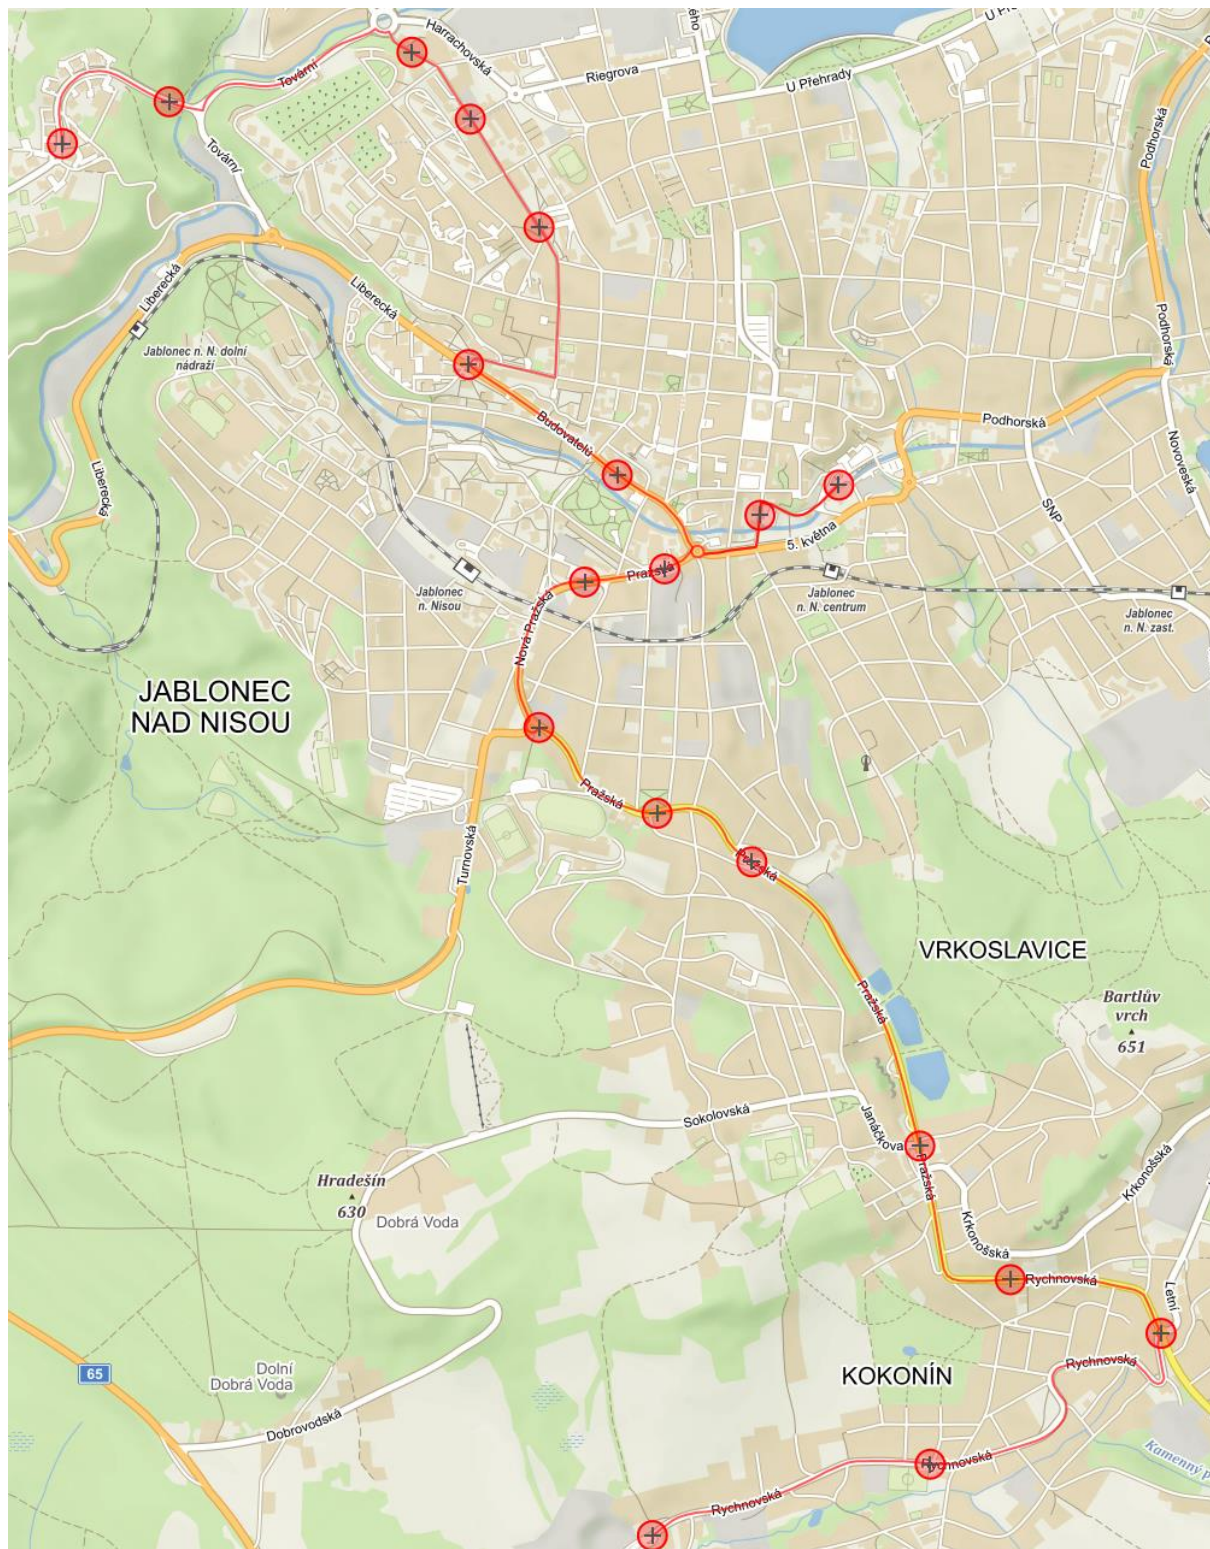 Harrachovská
Riegrova
U Přehrady
Tovární
Tovární
Podhorská
Liberecká
Liberecká
Jablonec n. N. dolní
nádraží
Podhorská
Budovatelů
Podhorská
Novoveská
Liberecká
SNP
5. května
Pražská
Jablonec
n. Nisou
Jablonec
n. N. centrum
Jablonec
n. N. zast.
Nová Pražská
JABLONEC
NAD NISOU
Pražská
Turnovská
Pražská
VRKOSLAVICE
Pražská
Bartlův
vrch
651
Sokolovská
Janáčkova
Pražská
Krkonošská
Hradešín
630
Dobrá Voda
Krkonošská
Rychnovská
Letní
65
Dolní
Dobrá Voda
Rychnovská
KOKONÍN
Dobrovodská
Rychnovská
Kamenný p
Rychnovská